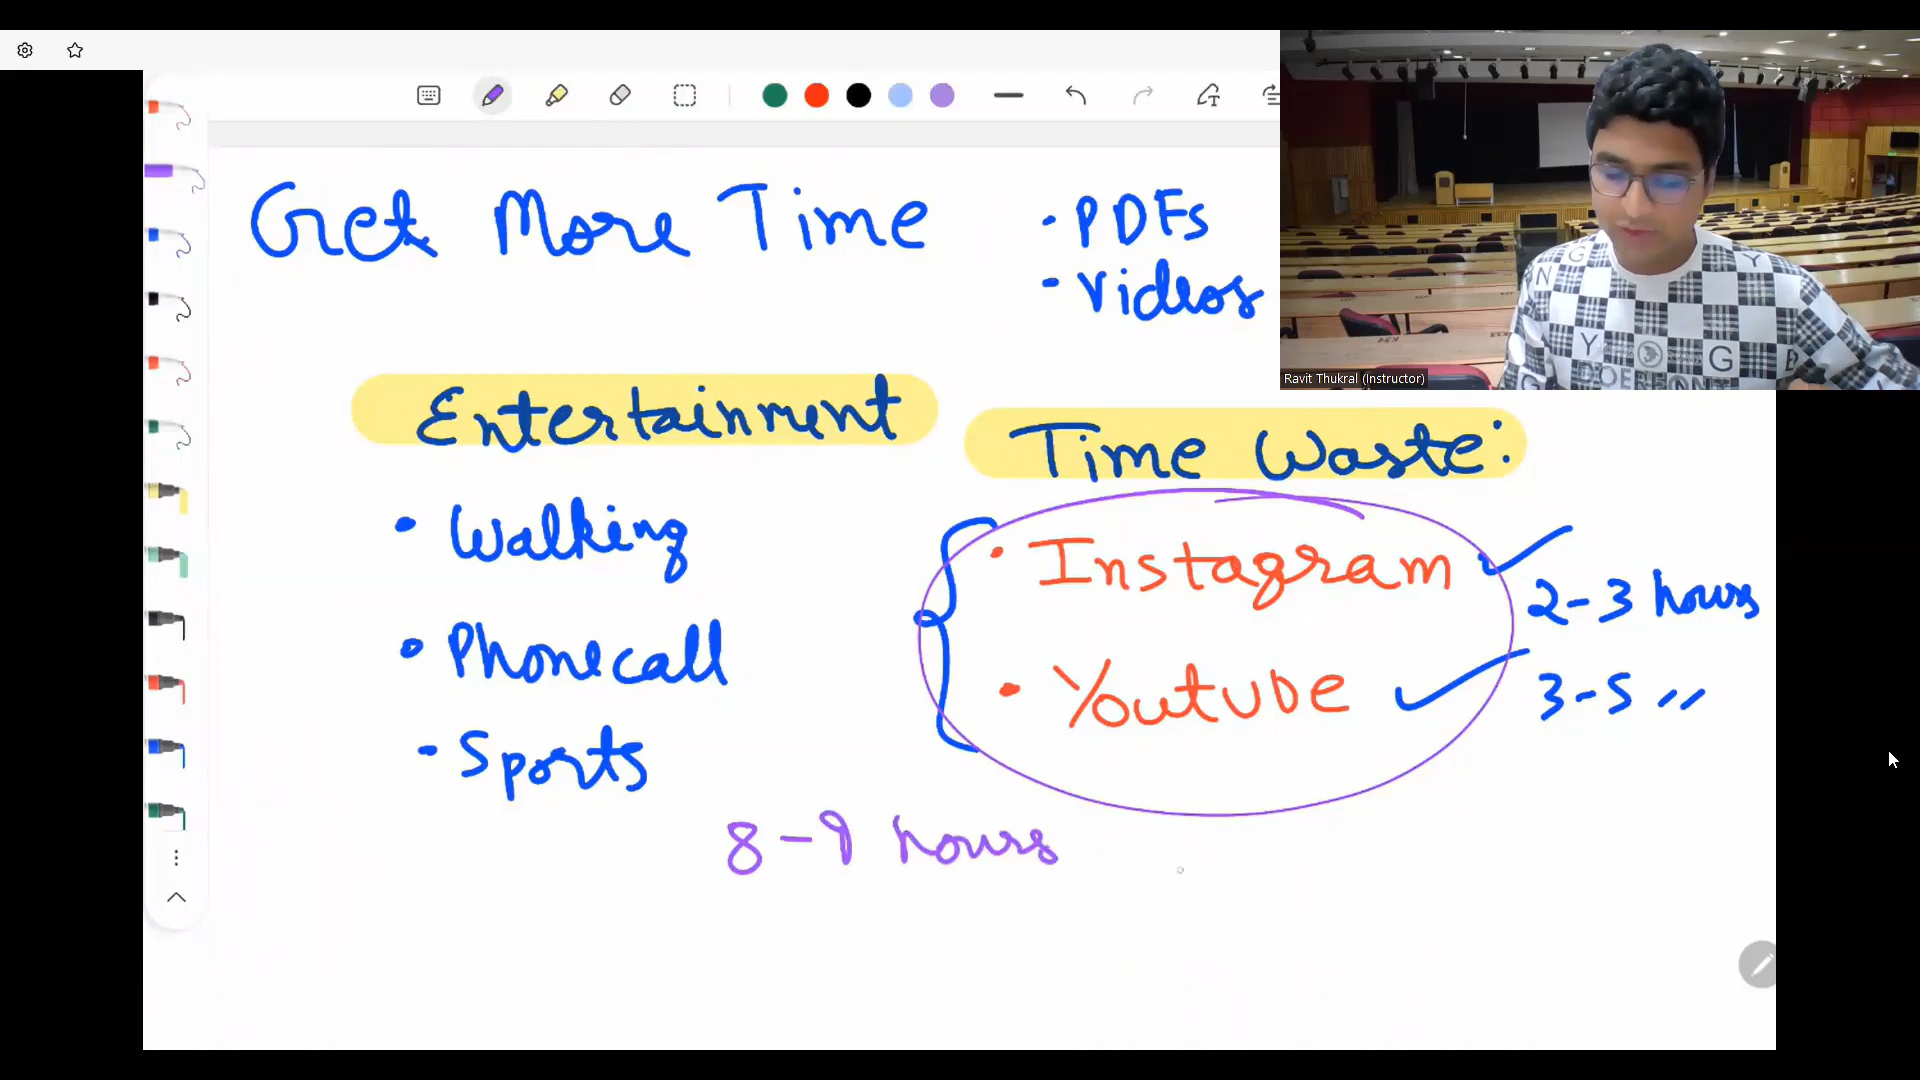 Get More Time
• PDFs
• Videos
Ravit Thukral (Instructor)
Entertainment
Time Waste:
• Walking
• Phonecall
• Sports
• Instagram
2-3 hours
• Youtube
3-5 "
8-9 hours